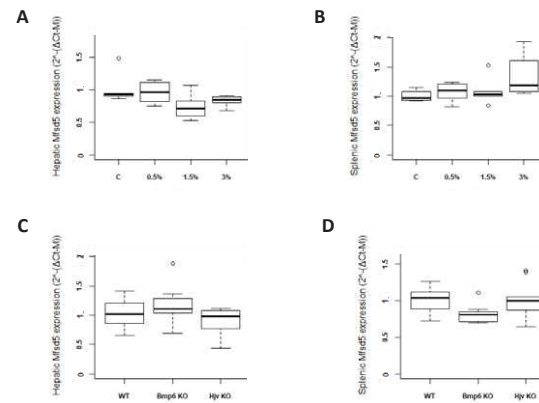 A
Hepatic Mfsd5 expression (2^-(ΔCt-M))
0 0.5 1. 1.5
C 0.5% 1.5% 3%
B
Splenic Mfsd5 expression (2^-(ΔCt-M))
0 0.5 1. 1.5 2
C 0.5% 1.5% 3%
C
Hepatic Mfsd5 expression (2^-(ΔCt-M))
0 0.5 1. 1.5 2
WT Bmp6 KO Hjv KO
D
Splenic Mfsd5 expression (2^-(ΔCt-M))
0 0.5 1. 1.5
WT Bmp6 KO Hjv KO